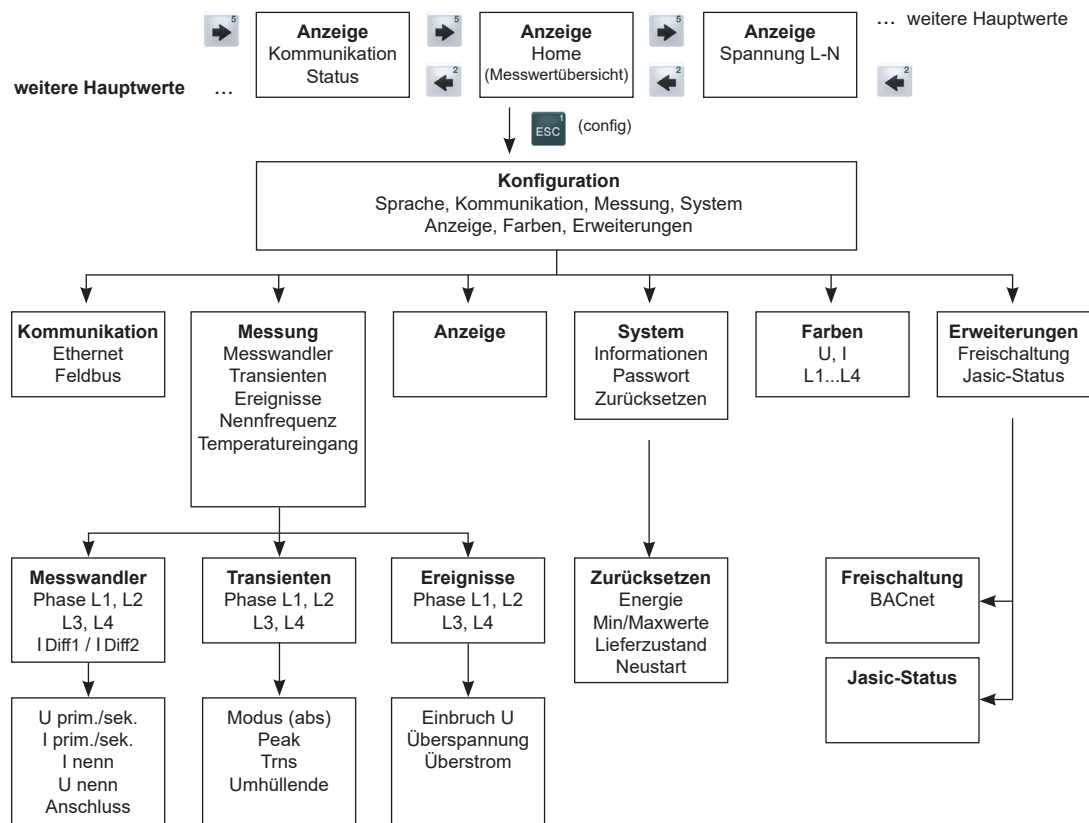 5
Anzeige
Kommunikation
Status
5
2
Anzeige
Home
(Messwertübersicht)
5
2
Anzeige
Spannung L-N
... weitere Hauptwerte
2
weitere Hauptwerte ...
1
ESC
(config)
Konfiguration
Sprache, Kommunikation, Messung, System
Anzeige, Farben, Erweiterungen
Kommunikation
Ethernet
Feldbus
Messung
Messwandler
Transienten
Ereignisse
Nennfrequenz
Temperatureingang
Anzeige
System
Informationen
Passwort
Zurücksetzen
Farben
U, I
L1...L4
Erweiterungen
Freischaltung
Jasic-Status
Messwandler
Phase L1, L2
L3, L4
I Diff1 / I Diff2
Transienten
Phase L1, L2
L3, L4
Ereignisse
Phase L1, L2
L3, L4
Zurücksetzen
Energie
Min/Maxwerte
Lieferzustand
Neustart
Freischaltung
BACnet
Jasic-Status
U prim./sek.
I prim./sek.
I nenn
U nenn
Anschluss
Modus (abs)
Peak
Trns
Umhüllende
Einbruch U
Überspannung
Überstrom